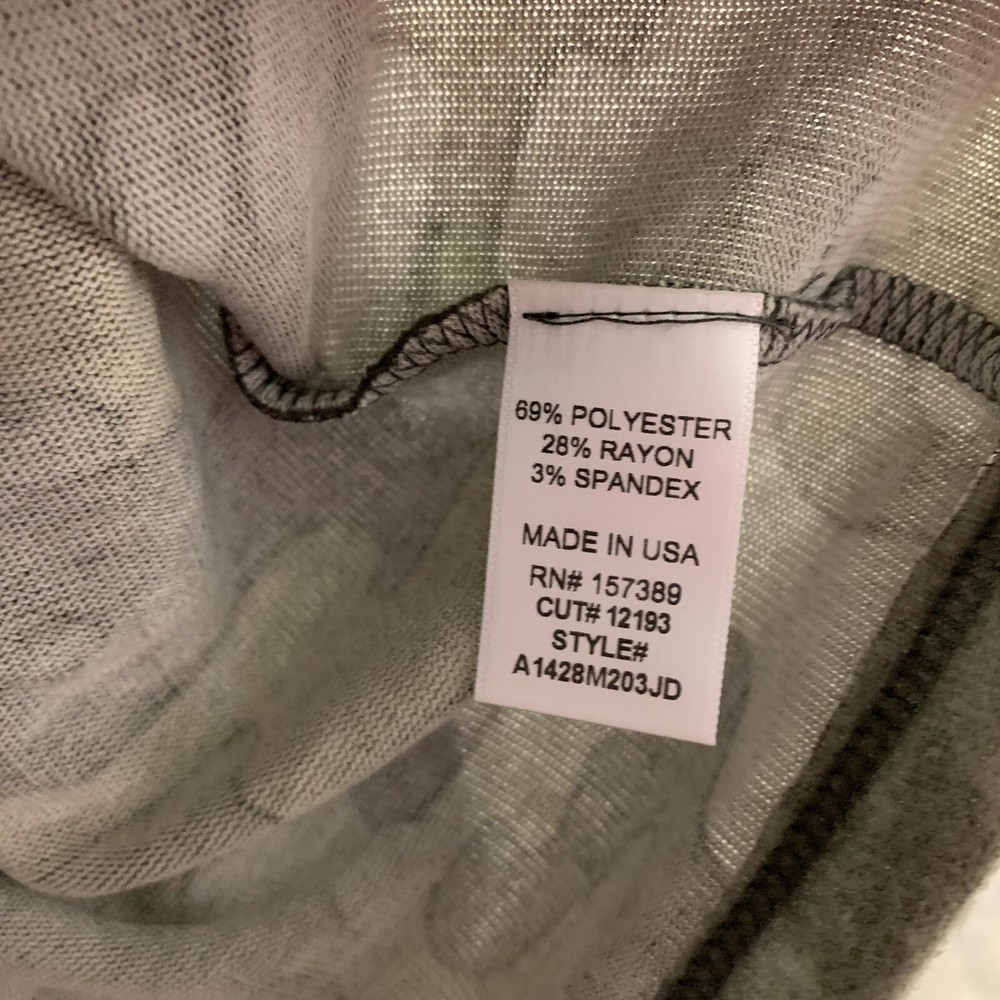 69% POLYESTER
28% RAYON
3% SPANDEX
MADE IN USA
RN# 157389
CUT# 12193
STYLE#
A1428M203JD